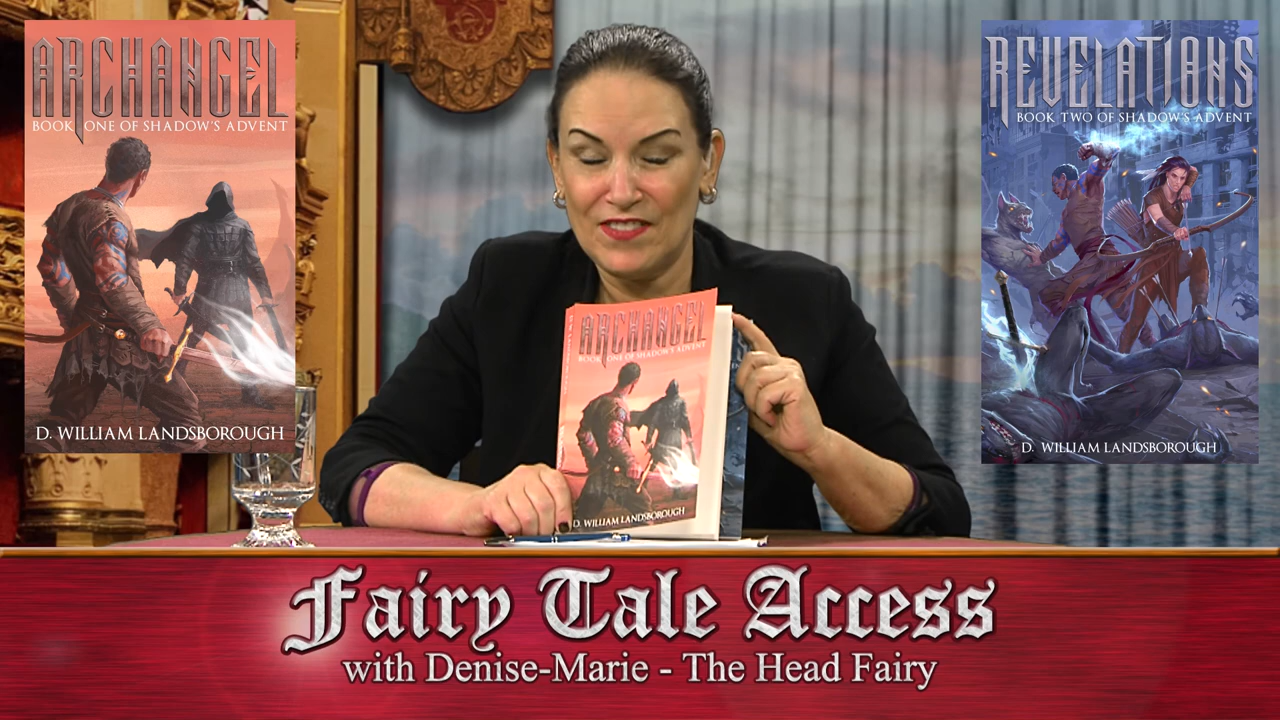 ARCHANGEL
BOOK ONE OF SHADOW'S ADVENT
D. WILLIAM LANDSBOROUGH
REVELATIONS
BOOK TWO OF SHADOW'S ADVENT
D. WILLIAM LANDSBOROUGH
ARCHANGEL
BOOK ONE OF SHADOW'S ADVENT
D. WILLIAM LANDSBOROUGH
Fairy Tale Access
with Denise-Marie - The Head Fairy